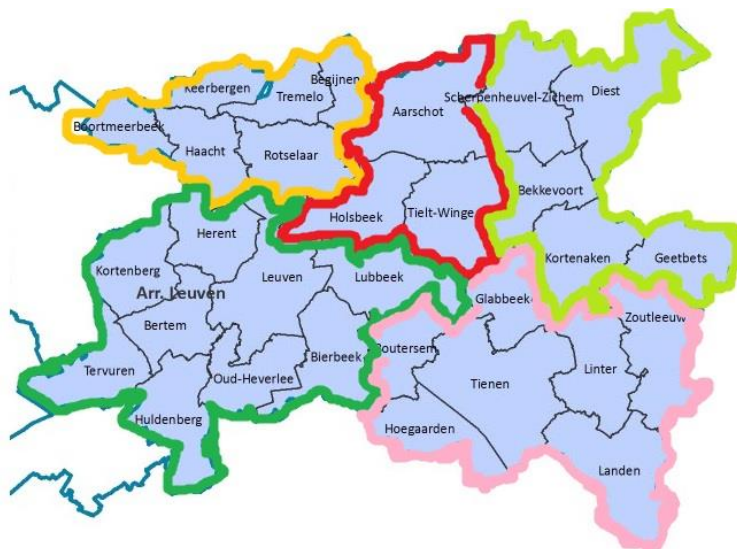 Keerbergen
Begijnen
Tremelo
Boortmeerbeek
Haacht
Rotselaar
Aarschot
Scherpenheuvel-Zichem
Diest
Holsbeek
Tielt-Winge
Bekkevoort
Kortenaken
Geetbets
Herent
Kortenberg
Leuven
Lubbeek
Arr. Leuven
Bertem
Bierbeek
Tervuren
Oud-Heverlee
Huldenberg
Glabbeek
Zoutleeuw
Boutersem
Tienen
Linter
Hoegaarden
Landen